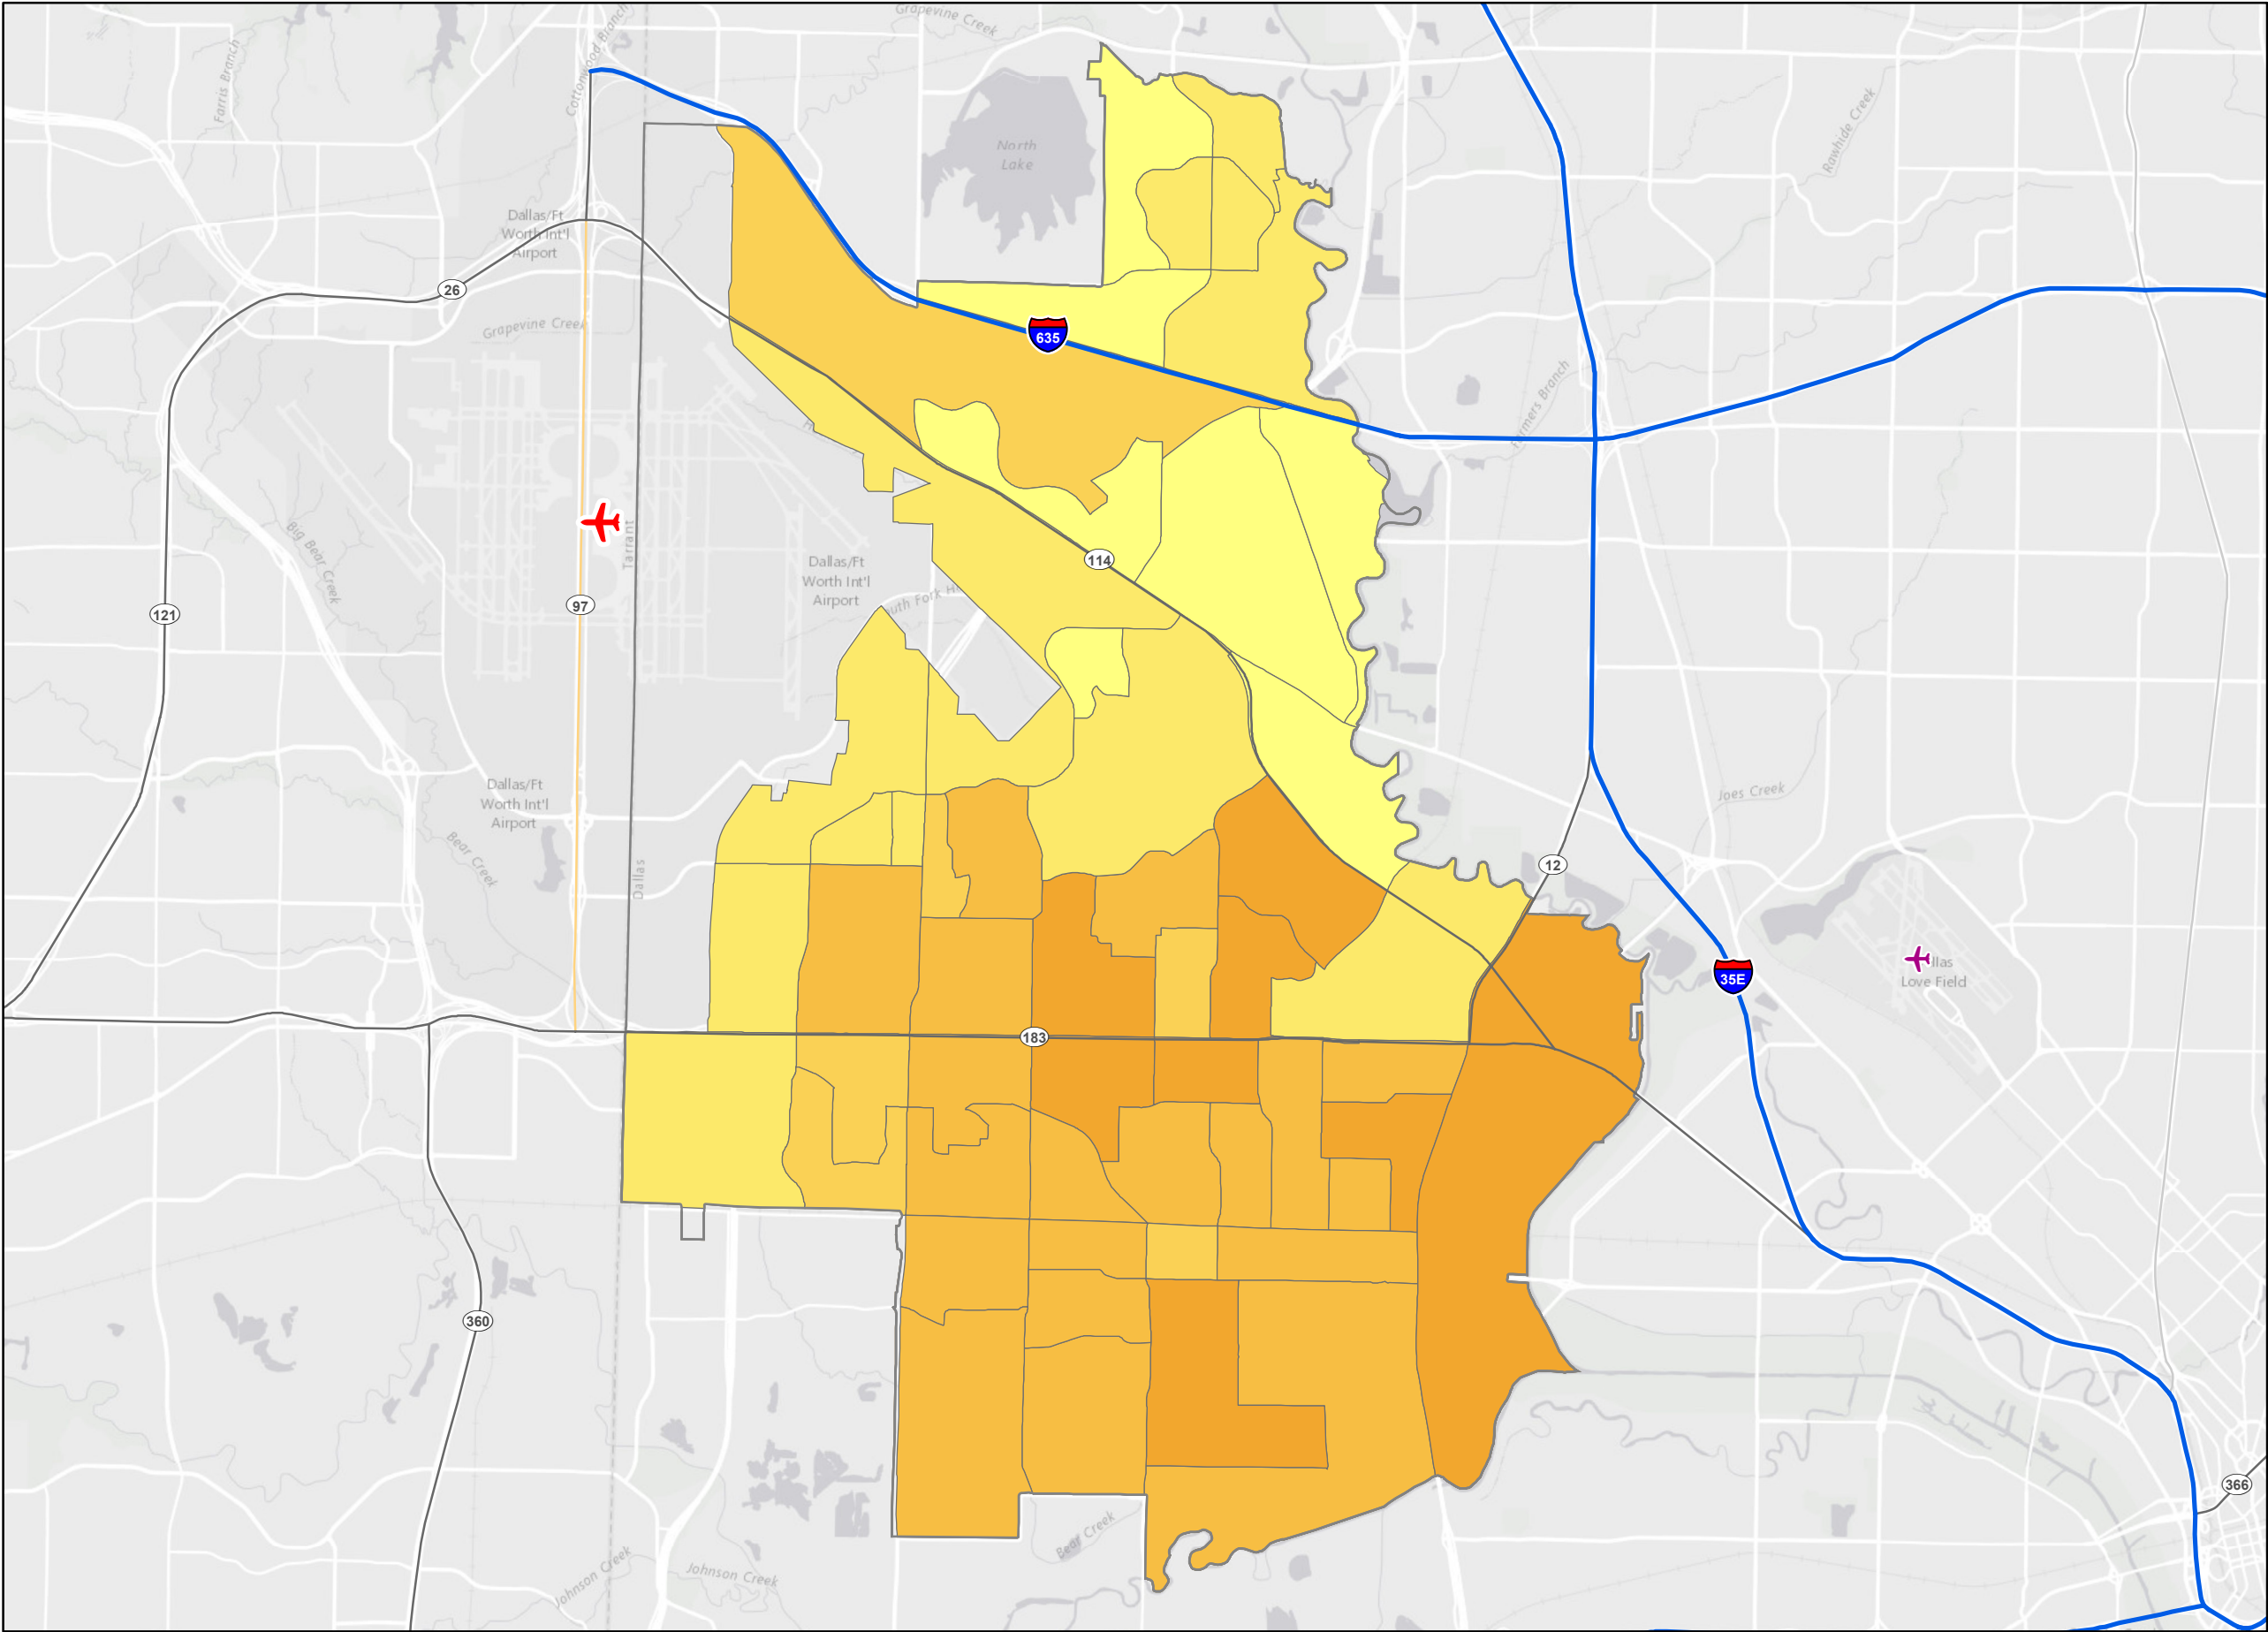 Grapevine Creek
Cottonwood Branch
Farris Branch
North
Lake
Rawhide Creek
Dallas/Ft
Worth Int'l
Airport
26
Grapevine Creek
635
Farmers Branch
Big Bear Creek
Tarrant
114
Dallas/Ft
Worth Int'l
Airport
97
121
Dallas/Ft
Worth Int'l
Airport
Joes Creek
Bear Creek
Dallas
12
35E
Love Field
183
360
366
Bear Creek
Johnson Creek
Johnson Creek